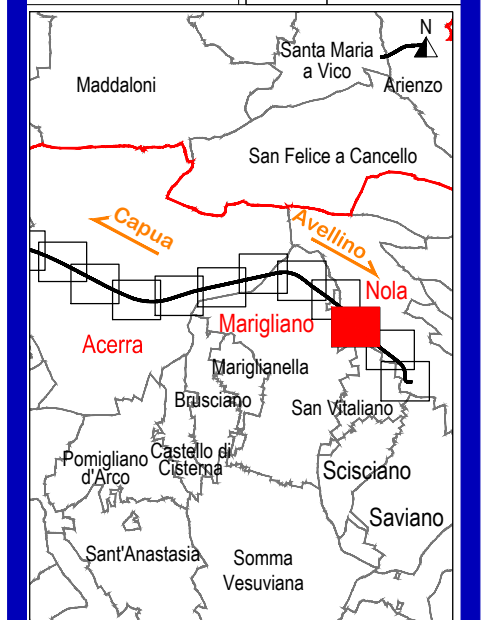 N
Santa Maria
a Vico
Maddaloni
Arienzo
San Felice a Cancello
Capua
Avellino
Nola
Marigliano
Acerra
Mariglianella
Brusciano
San Vitaliano
Castello di
Cisterna
Pomigliano
d'Arco
Scisciano
Saviano
Sant'Anastasia
Somma
Vesuviana